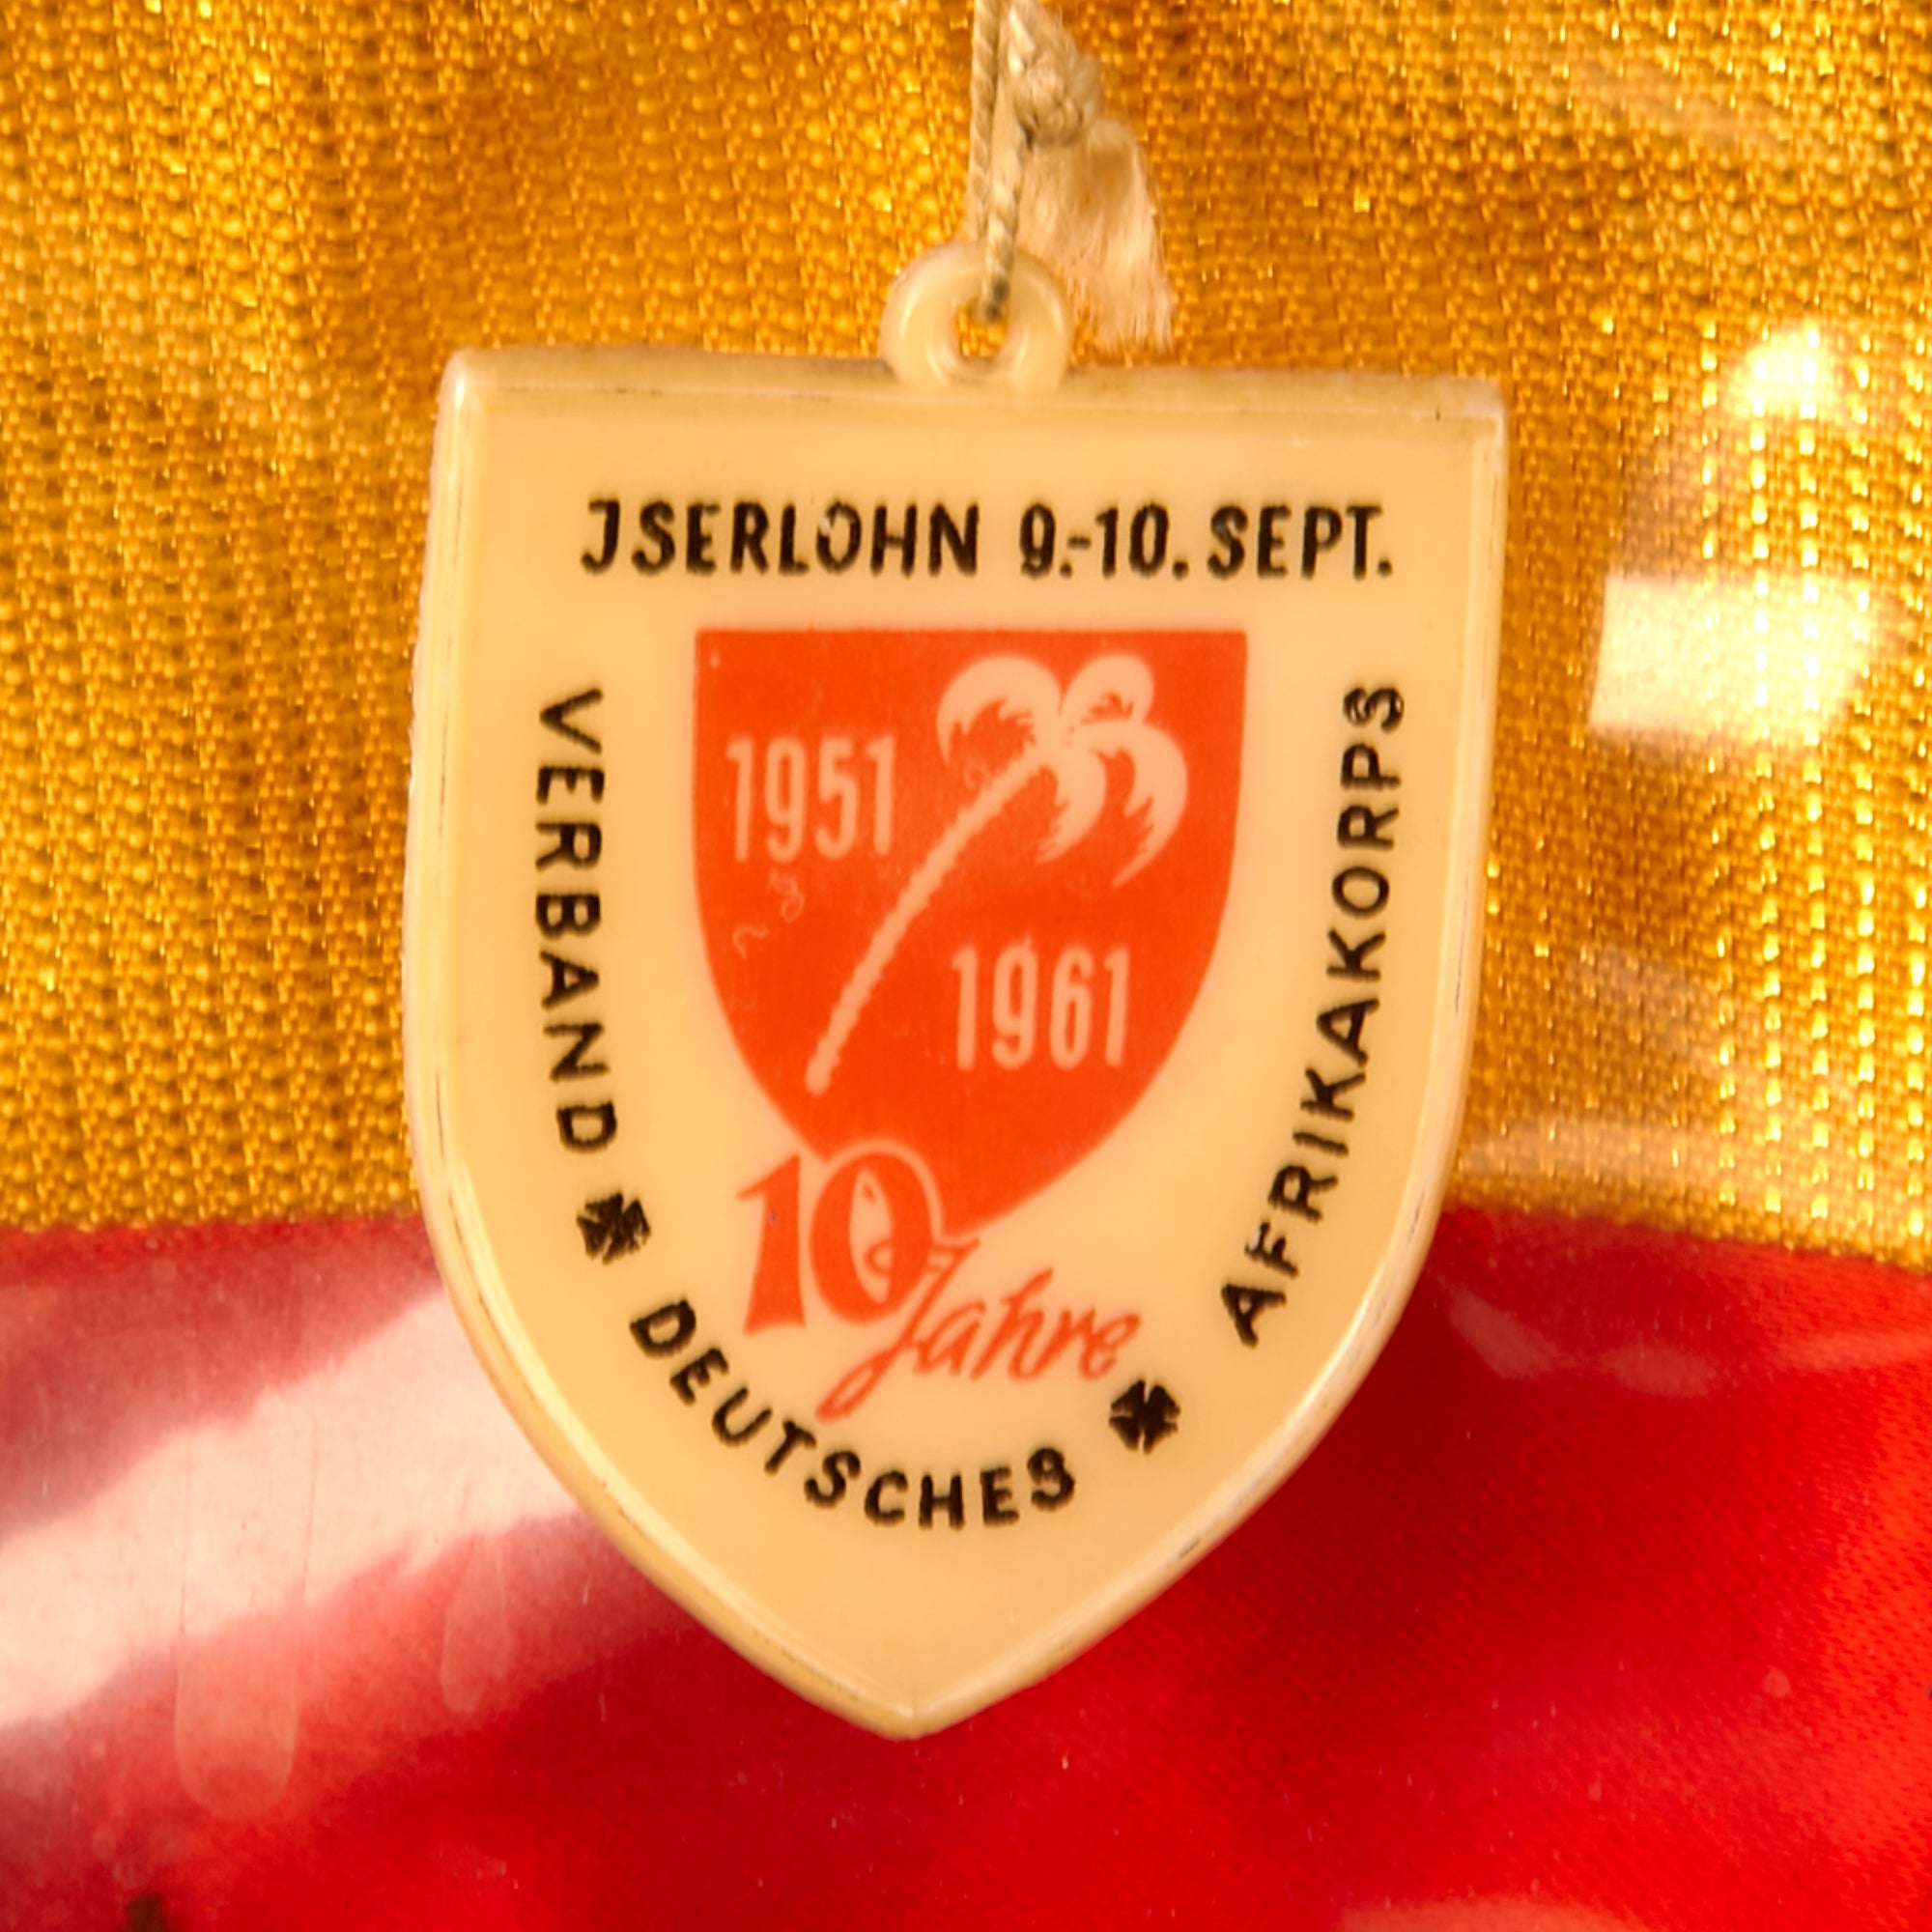 JSERLOHN 9.-10. SEPT.
1951
1961
10 Jahre
VERBAND ✠ DEUTSCHES ✠ AFRIKAKORPS